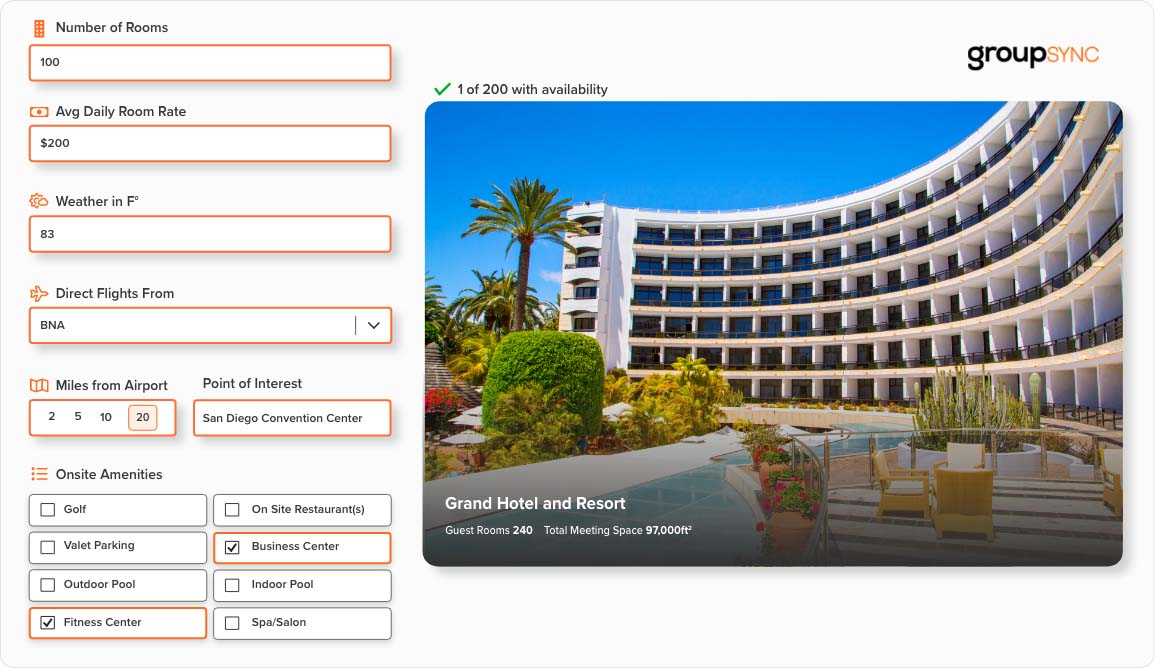 Number of Rooms
100
Avg Daily Room Rate
$200
Weather in F°
83
Direct Flights From
BNA
Miles from Airport
2 5 10 20
Point of Interest
San Diego Convention Center
Onsite Amenities
Golf
On Site Restaurant(s)
Valet Parking
Business Center
Outdoor Pool
Indoor Pool
Fitness Center
Spa/Salon
groupSYNC
1 of 200 with availability
Grand Hotel and Resort
Guest Rooms 240 Total Meeting Space 97,000ft²